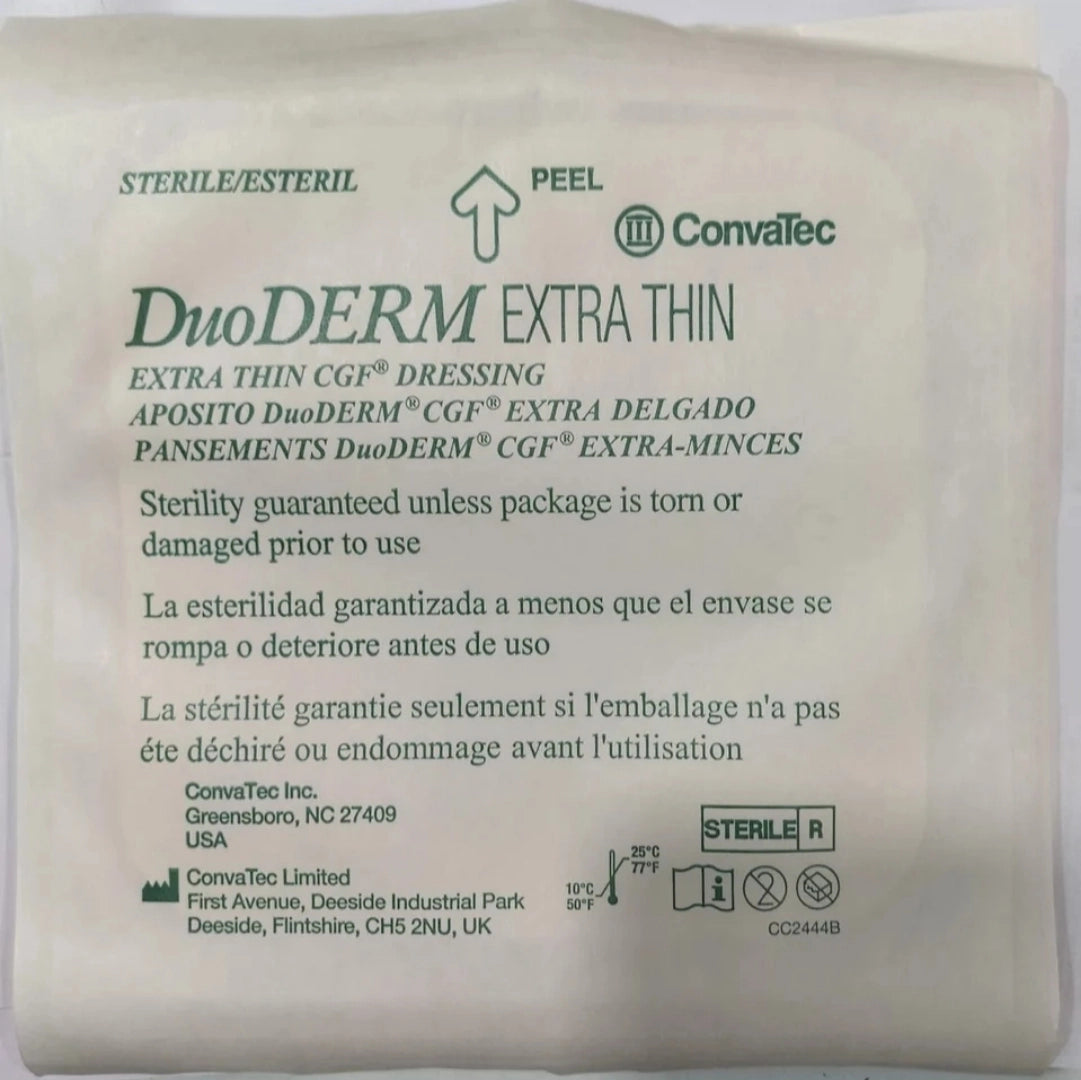 STERILE/ESTERIL
PEEL
ConvaTec
DuoDERM EXTRA THIN
EXTRA THIN CGF® DRESSING
APOSITO DuoDERM® CGF® EXTRA DELGADO
PANSEMENTS DuoDERM® CGF® EXTRA-MINCES
Sterility guaranteed unless package is torn or
damaged prior to use
La esterilidad garantizada a menos que el envase se
rompa o deteriore antes de uso
La stérilité garantie seulement si l'emballage n'a pas
éte déchiré ou endommage avant l'utilisation
ConvaTec Inc.
Greensboro, NC 27409
USA
ConvaTec Limited
First Avenue, Deeside Industrial Park
Deeside, Flintshire, CH5 2NU, UK
STERILE R
25°C
77°F
10°C
50°F
i 2
CC2444B